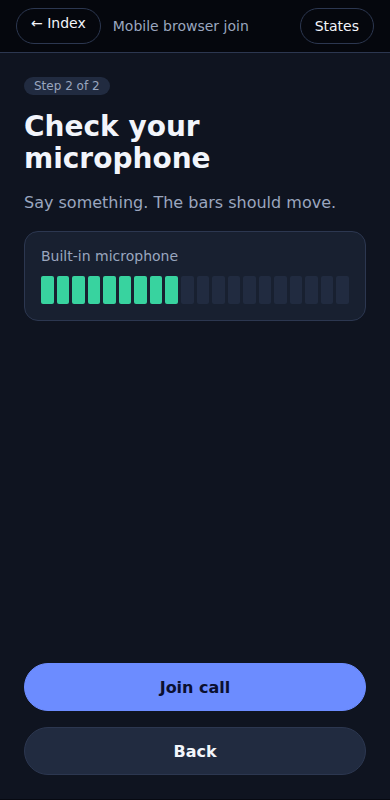 ← Index
Mobile browser join
States
Step 2 of 2
Check your
microphone
Say something. The bars should move.
Built-in microphone
Join call
Back